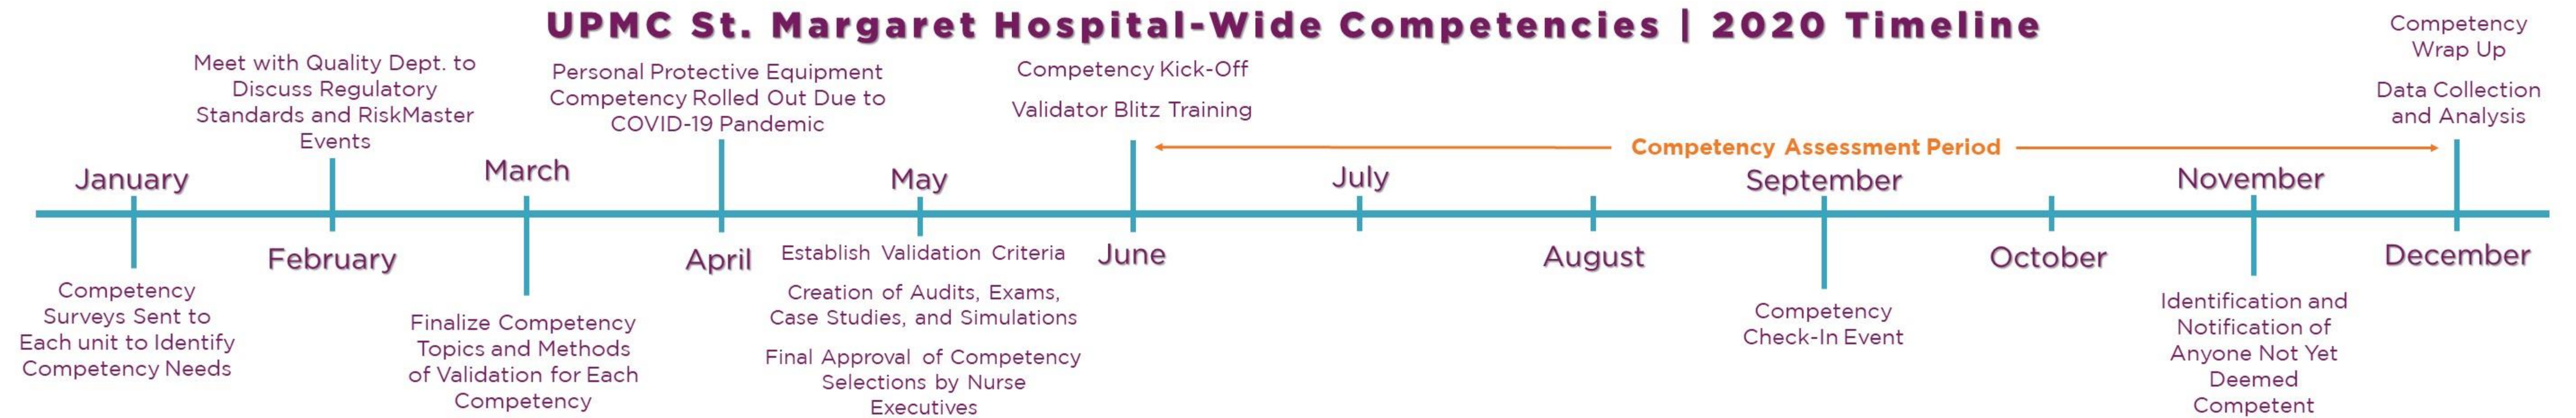 UPMC St. Margaret Hospital-Wide Competencies | 2020 Timeline
January
Competency
Surveys Sent to
Each unit to Identify
Competency Needs
Meet with Quality Dept. to
Discuss Regulatory
Standards and RiskMaster
Events
February
March
Finalize Competency
Topics and Methods
of Validation for Each
Competency
Personal Protective Equipment
Competency Rolled Out Due to
COVID-19 Pandemic
April
May
Establish Validation Criteria
Creation of Audits, Exams,
Case Studies, and Simulations
Final Approval of Competency
Selections by Nurse
Executives
Competency Kick-Off
Validator Blitz Training
June
Competency Assessment Period
July
August
September
Competency
Check-In Event
October
November
Identification and
Notification of
Anyone Not Yet
Deemed
Competent
Competency
Wrap Up
Data Collection
and Analysis
December